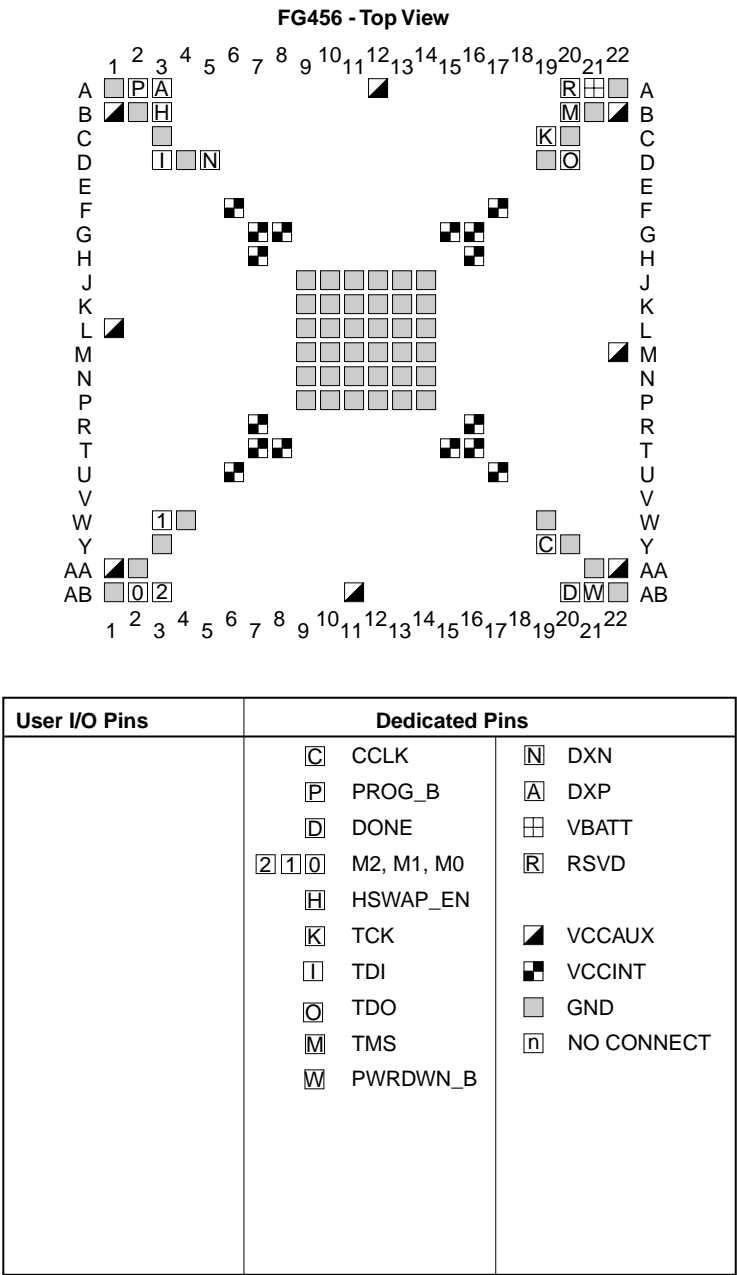 FG456 - Top View
1 2 3 4 5 6 7 8 9 10 11 12 13 14 15 16 17 18 19 20 21 22
A P A R A
B H M B
C K C
D I N O D
E E
F F
G G
H H
J J
K K
L L
M M
N N
P P
R R
T T
U U
V V
W 1 W
Y C Y
AA AA
AB 0 2 D W AB
1 2 3 4 5 6 7 8 9 10 11 12 13 14 15 16 17 18 19 20 21 22
User I/O Pins Dedicated Pins
C CCLK N DXN
P PROG_B A DXP
D DONE VBATT
2 1 0 M2, M1, M0 R RSVD
H HSWAP_EN
K TCK VCCAUX
I TDI VCCINT
O TDO GND
M TMS n NO CONNECT
W PWRDWN_B